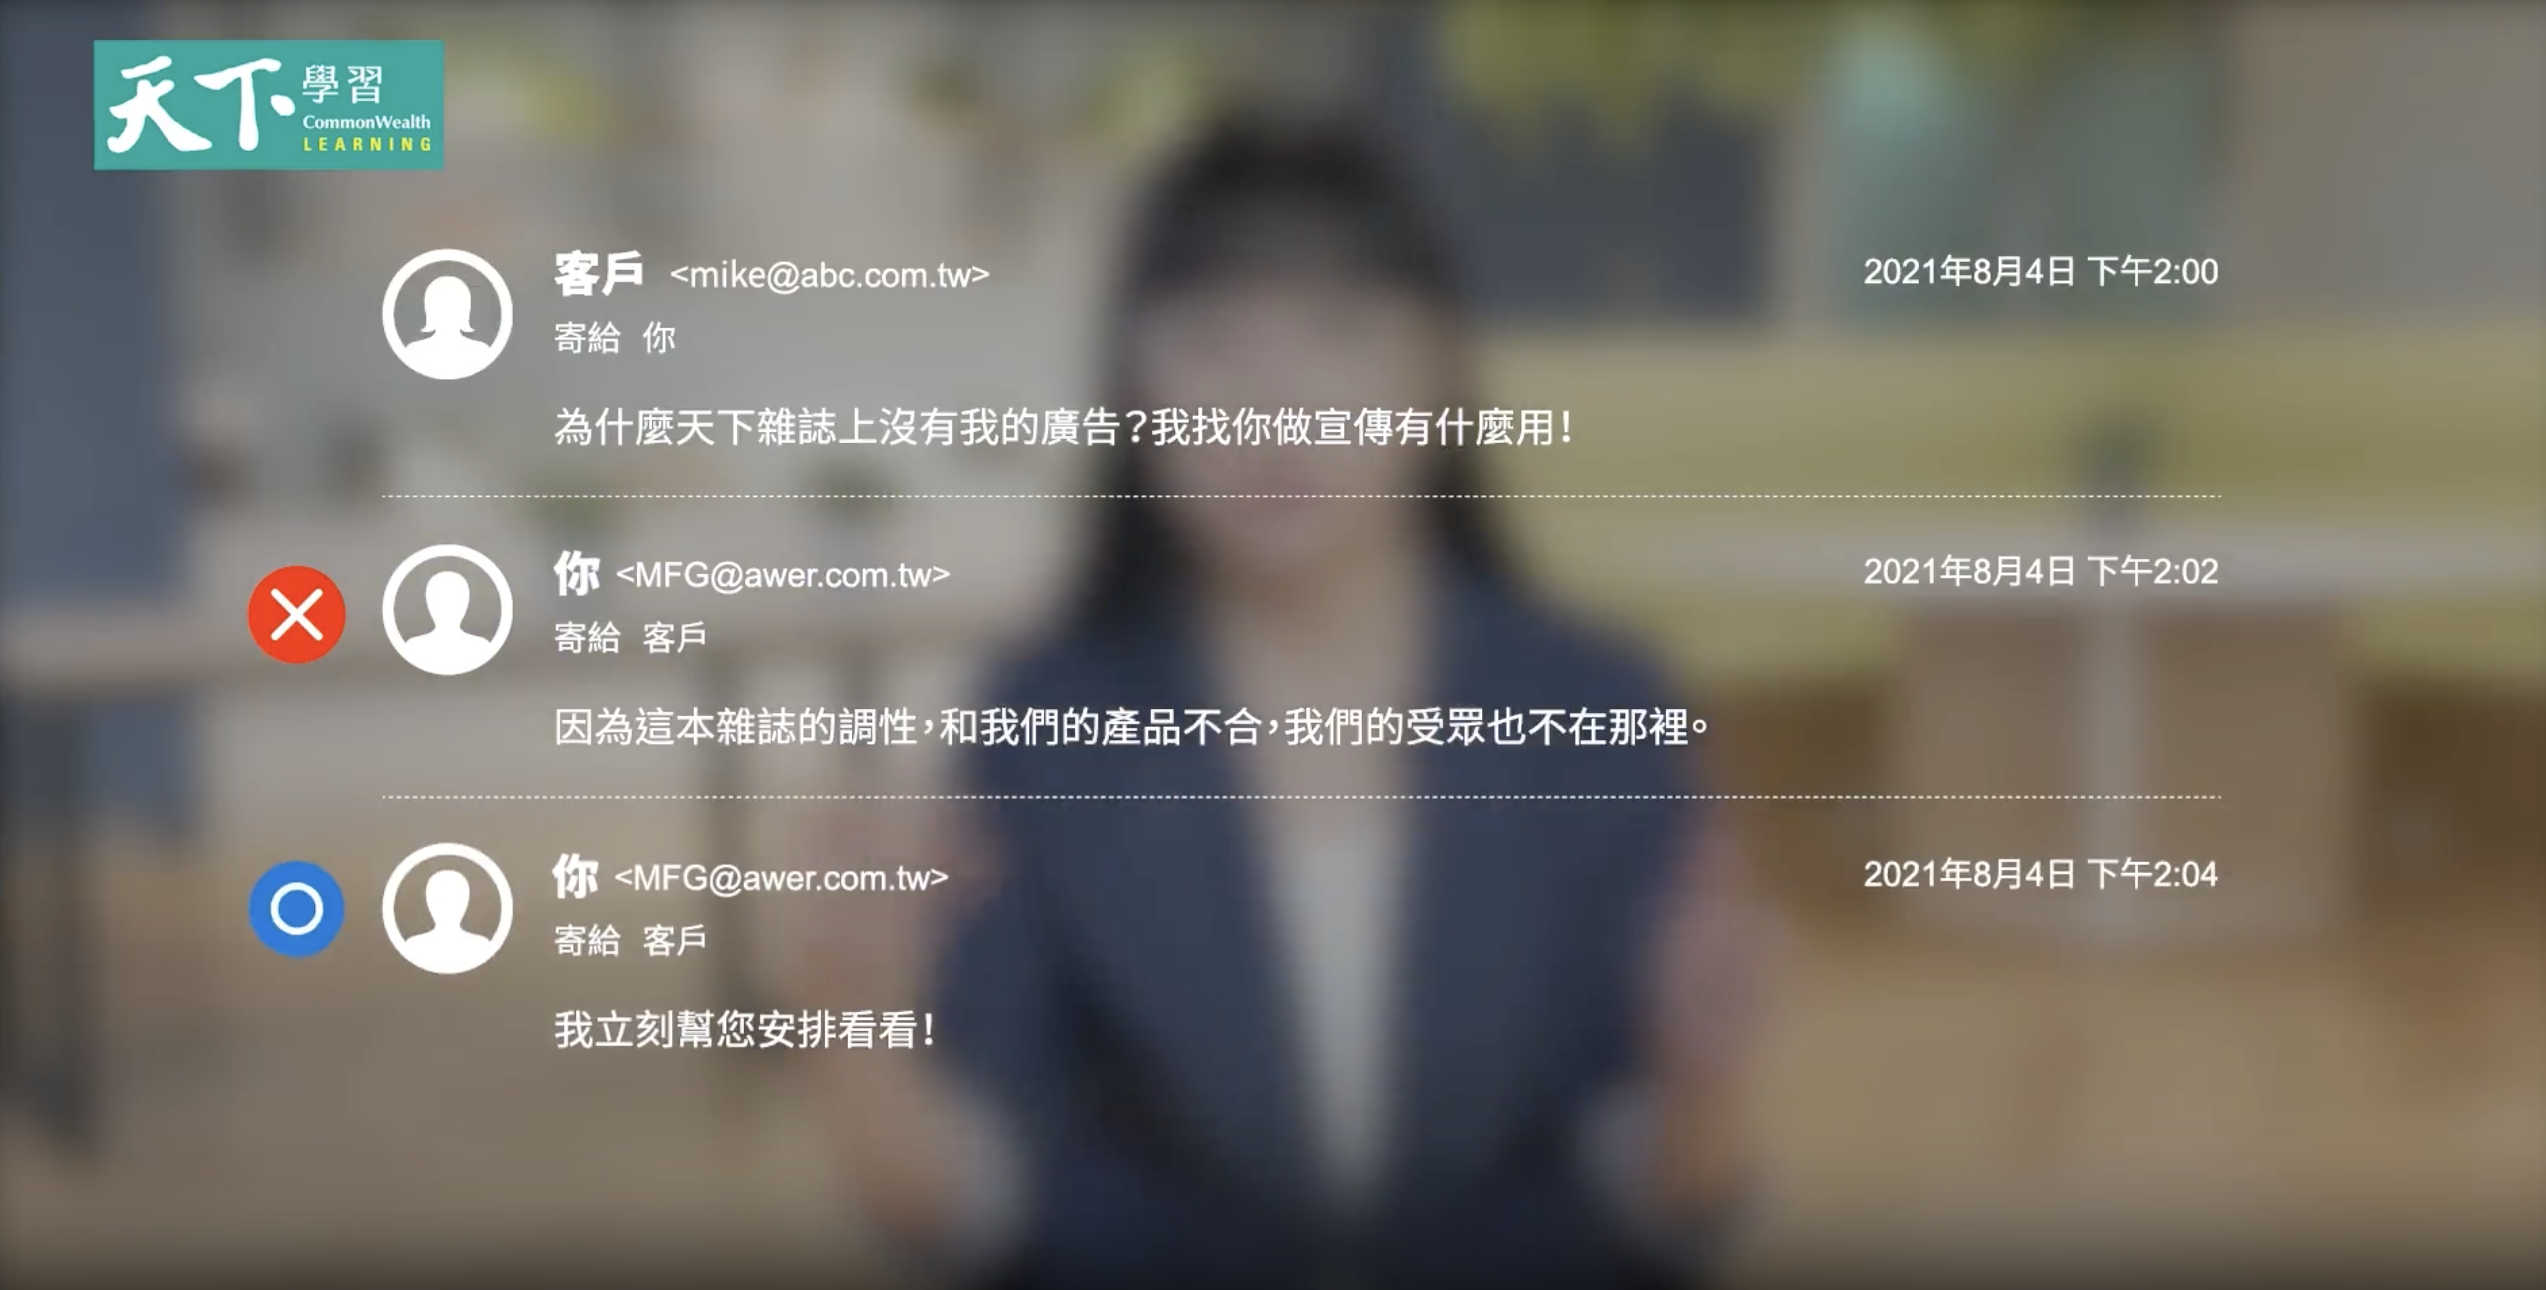 天下 學習
CommonWealth
LEARNING
客戶 <mike@abc.com.tw> 2021年8月4日 下午2:00
寄給 你
為什麼天下雜誌上沒有我的廣告?我找你做宣傳有什麼用!
你 <MFG@awer.com.tw> 2021年8月4日 下午2:02
寄給 客戶
因為這本雜誌的調性,和我們的產品不合,我們的受眾也不在那裡。
你 <MFG@awer.com.tw> 2021年8月4日 下午2:04
寄給 客戶
我立刻幫您安排看看!